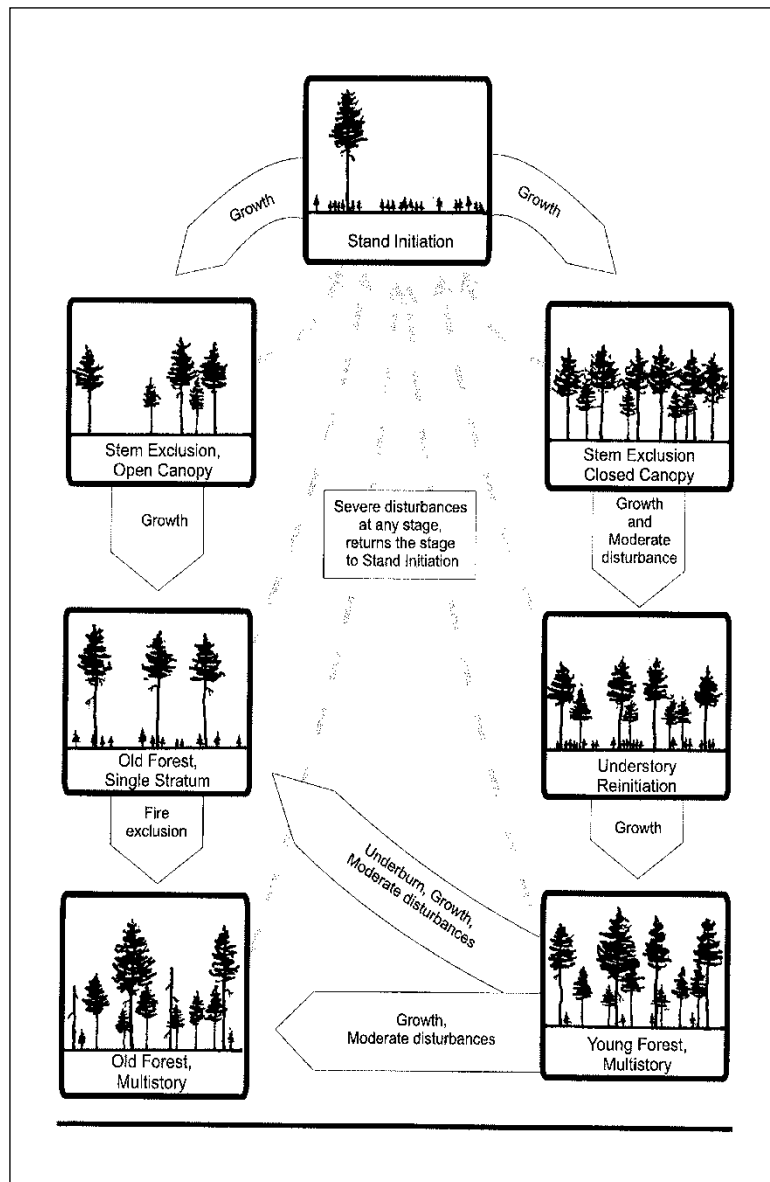 Growth
Growth
Stand Initiation
Stem Exclusion,
Open Canopy
Stem Exclusion
Closed Canopy
Growth
Severe disturbances
at any stage,
returns the stage
to Stand Initiation
Growth
and
Moderate
disturbance
Old Forest,
Single Stratum
Understory
Reinitiation
Fire
exclusion
Growth
Underburn, Growth,
Moderate disturbances
Growth,
Moderate disturbances
Old Forest,
Multistory
Young Forest,
Multistory